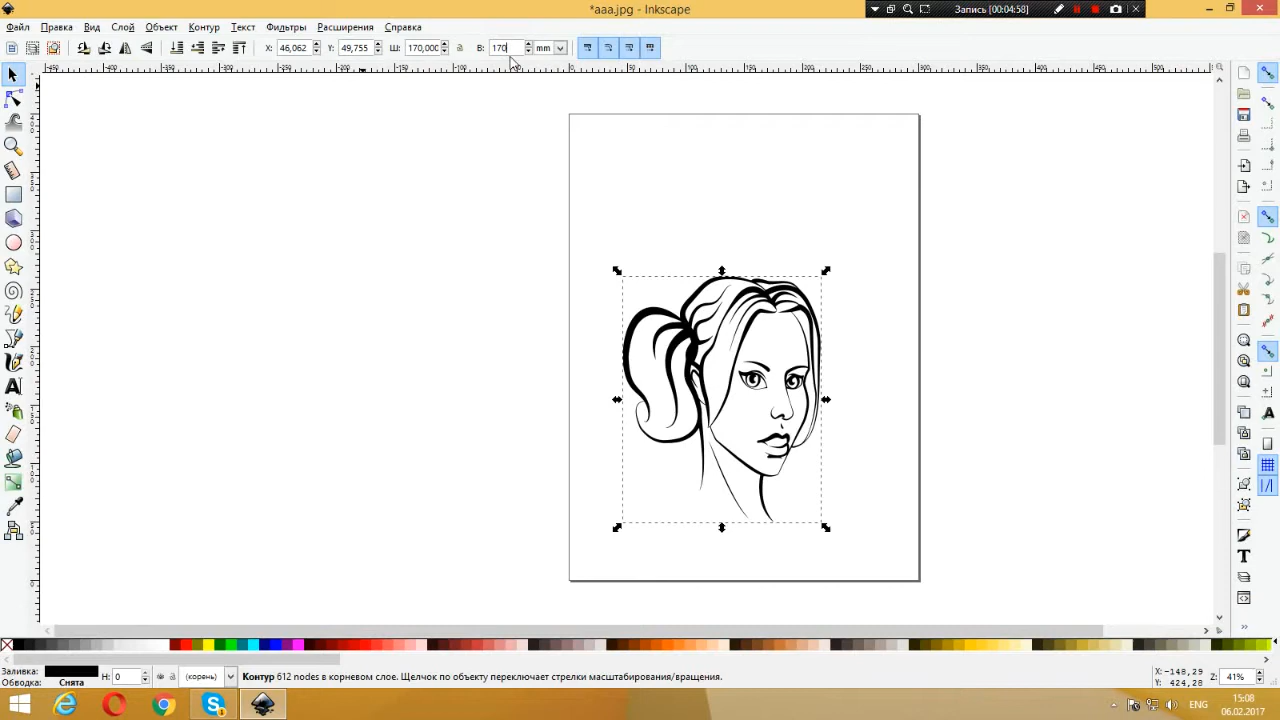 *aaa.jpg - Inkscape
Запись [00:04:58]
Файл Правка Вид Слой Объект Контур Текст Фильтры Расширения Справка
X: 46,062 Y: 49,755 Ш: 170,000 В: 170 mm
Заливка:
Обводка: Снята
Н: 0
(корень)
Контур 612 nodes в корневом слое. Щелчок по объекту переключает стрелки масштабирования/вращения.
X: -148,29
Y: 424,28
Z: 41%
ENG
15:08
06.02.2017